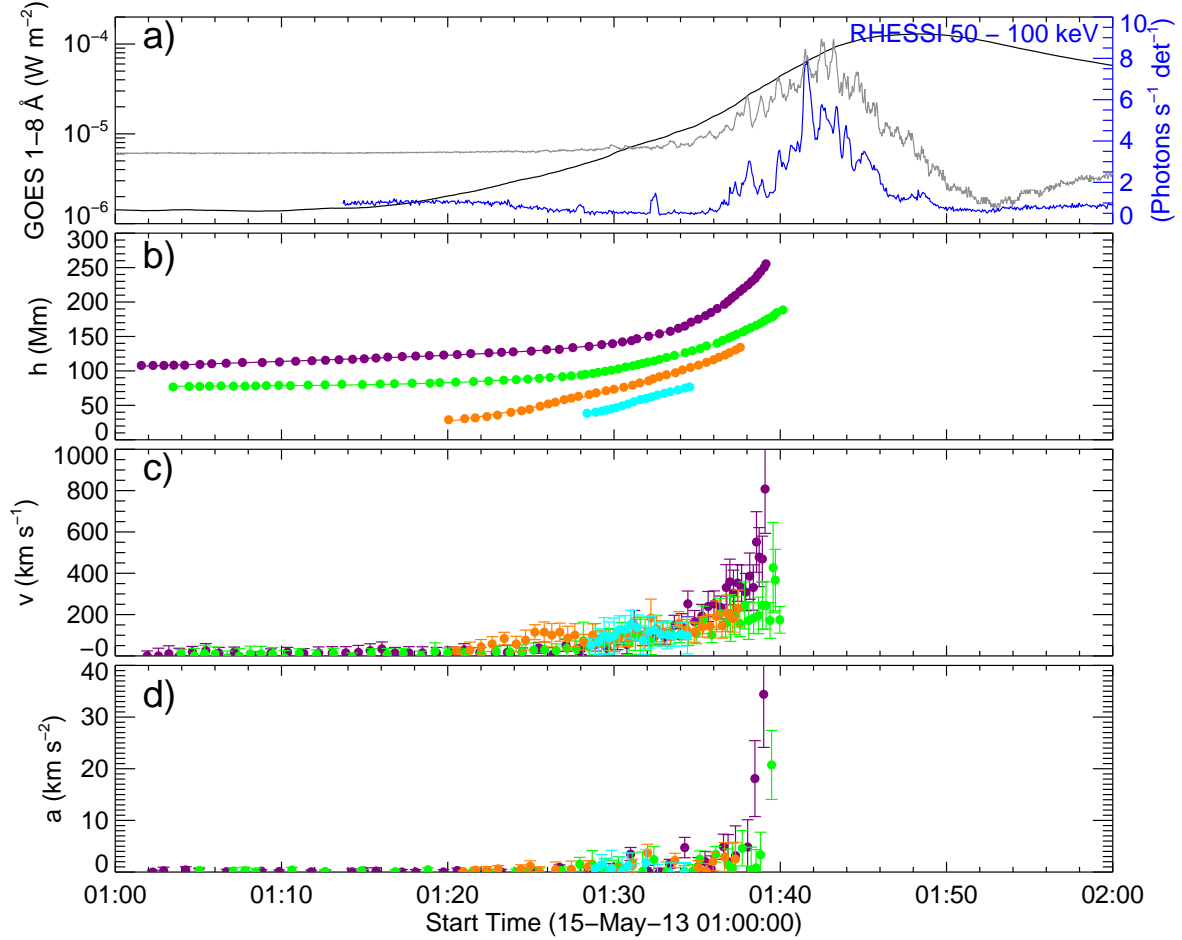 a)
RHESSI 50 − 100 keV
GOES 1−8 Å (W m−2)
10−4
10−5
10−6
10
8
6
4
2
0
(Photons s−1 det−1)
b)
h (Mm)
300
250
200
150
100
50
0
c)
v (km s−1)
1000
800
600
400
200
−0
d)
a (km s−2)
40
30
20
10
0
01:00 01:10 01:20 01:30 01:40 01:50 02:00
Start Time (15−May−13 01:00:00)